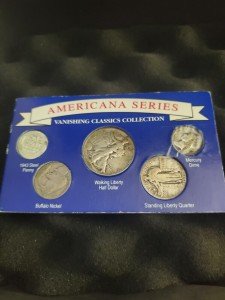 AMERICANA SERIES
VANISHING CLASSICS COLLECTION
1943 Steel
Penny
Mercury
Dime
Walking Liberty
Half Dollar
Buffalo Nickel
Standing Liberty Quarter